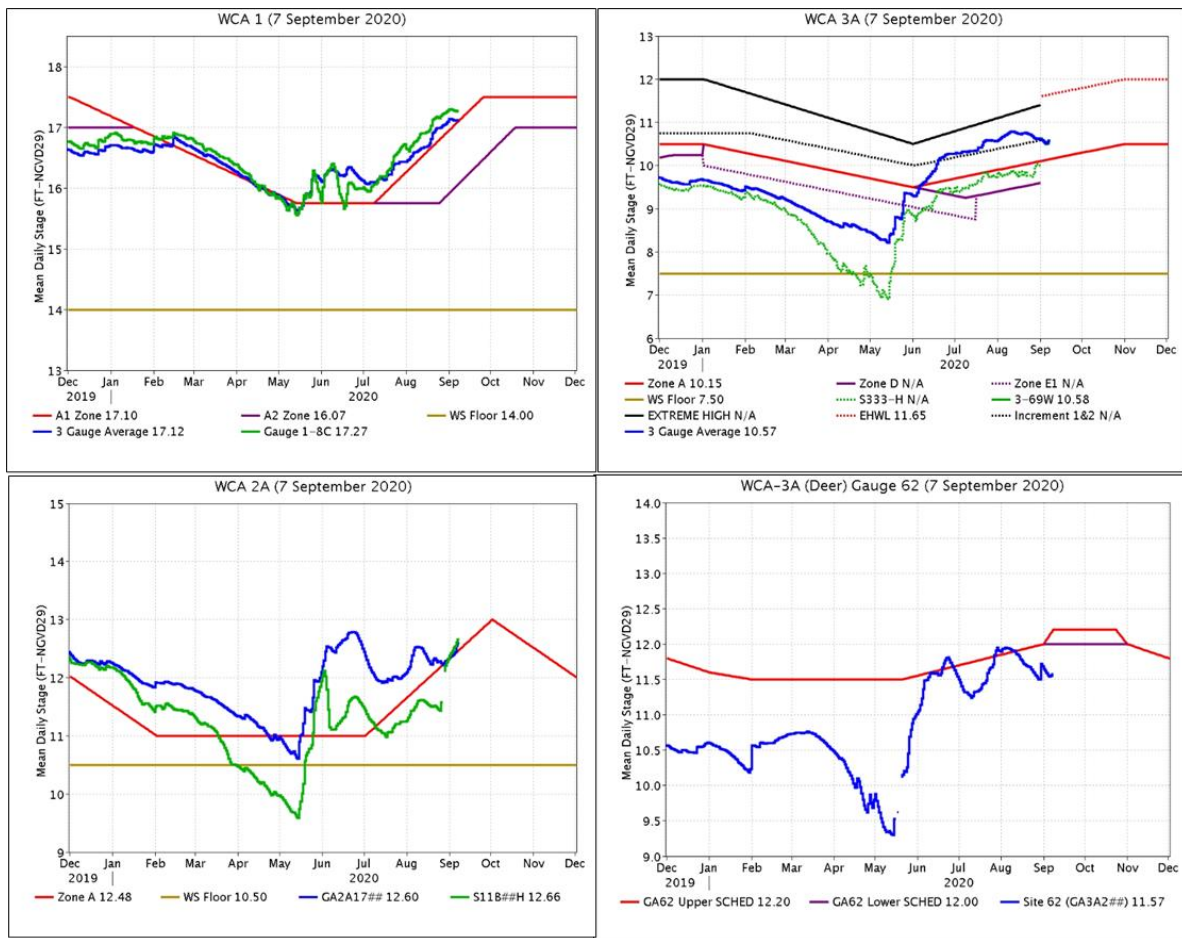 WCA 1 (7 September 2020)
18
17
16
15
14
13
Mean Daily Stage (FT-NGVD29)
Dec Jan Feb Mar Apr May Jun Jul Aug Sep Oct Nov Dec
2019 | 2020
A1 Zone 17.10 A2 Zone 16.07 WS Floor 14.00
3 Gauge Average 17.12 Gauge 1-8C 17.27
WCA 3A (7 September 2020)
13
12
11
10
9
8
7
6
Mean Daily Stage (FT-NGVD29)
Dec Jan Feb Mar Apr May Jun Jul Aug Sep Oct Nov Dec
2019 | 2020
Zone A 10.15 Zone D N/A Zone E1 N/A
WS Floor 7.50 S333-H N/A 3-69W 10.58
EXTREME HIGH N/A EHWL 11.65 Increment 1&2 N/A
3 Gauge Average 10.57
WCA 2A (7 September 2020)
15
14
13
12
11
10
9
Mean Daily Stage (FT-NGVD29)
Dec Jan Feb Mar Apr May Jun Jul Aug Sep Oct Nov Dec
2019 | 2020
Zone A 12.48 WS Floor 10.50 GA2A17## 12.60 S11B##H 12.66
WCA-3A (Deer) Gauge 62 (7 September 2020)
14.0
13.5
13.0
12.5
12.0
11.5
11.0
10.5
10.0
9.5
9.0
Mean Daily Stage (FT-NGVD29)
Dec Jan Feb Mar Apr May Jun Jul Aug Sep Oct Nov Dec
2019 | 2020
GA62 Upper SCHED 12.20 GA62 Lower SCHED 12.00 Site 62 (GA3A2##) 11.57